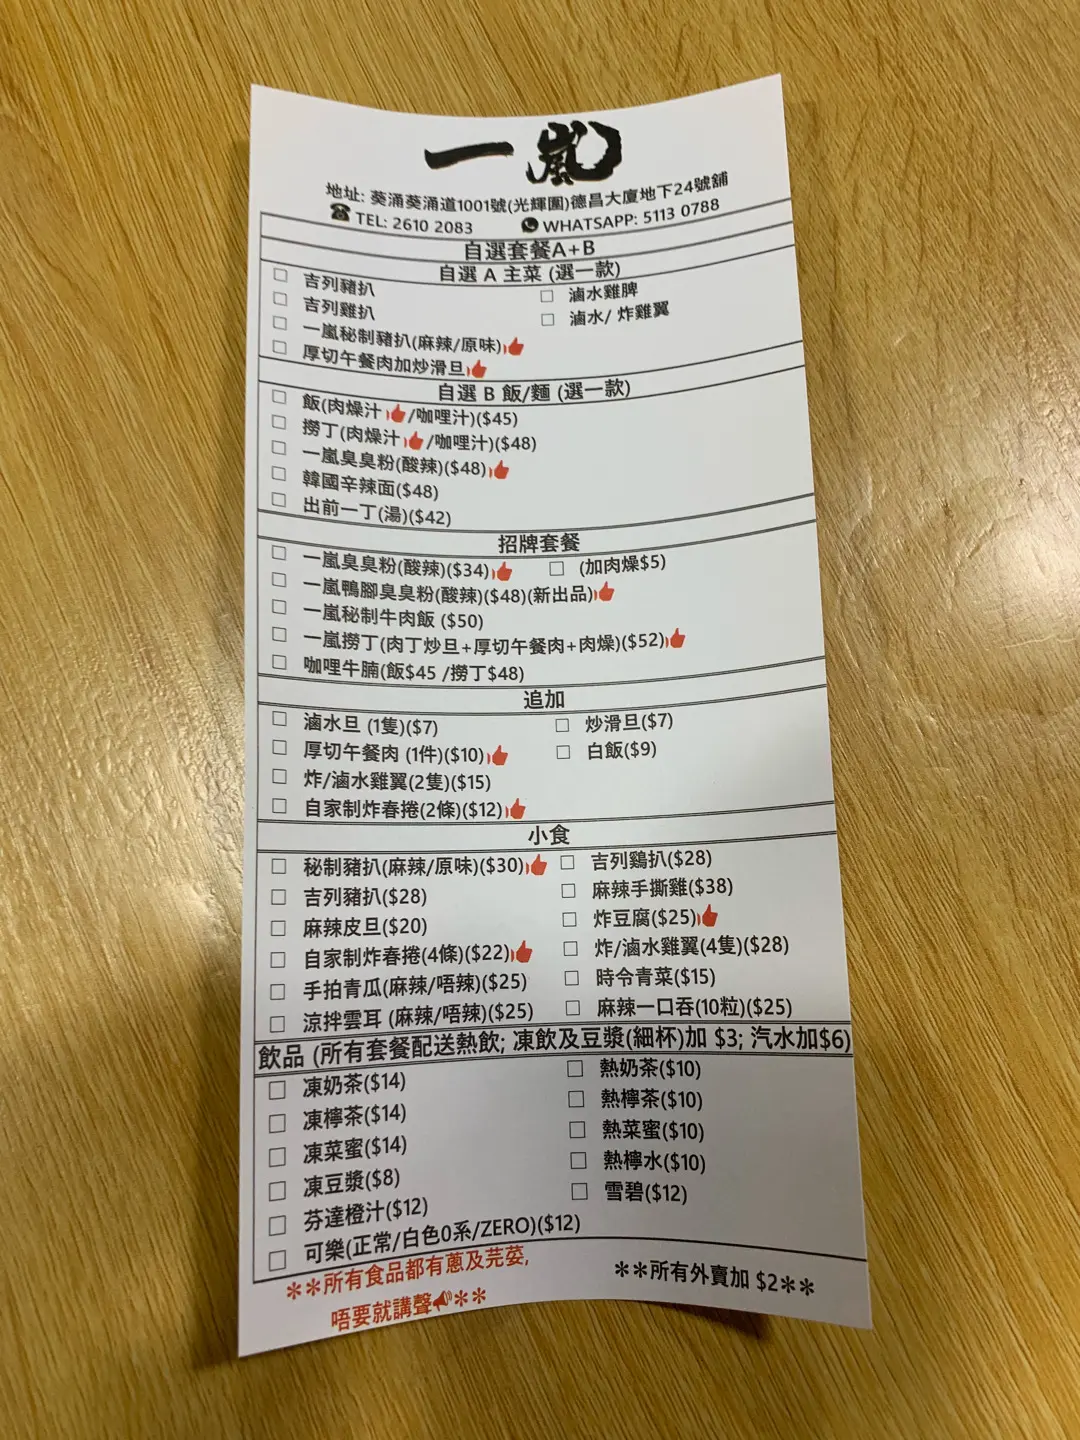 一嵐
地址: 葵涌葵涌道1001號(光輝圍)德昌大廈地下24號舖
TEL: 2610 2083 WHATSAPP: 5113 0788
自選套餐A+B
自選 A 主菜 (選一款)
吉列豬扒 滷水雞脾
吉列雞扒 滷水/ 炸雞翼
一嵐秘制豬扒(麻辣/原味)
厚切午餐肉加炒滑旦
自選 B 飯/麵 (選一款)
飯(肉燥汁/咖哩汁)($45)
撈丁(肉燥汁/咖哩汁)($48)
一嵐臭臭粉(酸辣)($48)
韓國辛辣面($48)
出前一丁(湯)($42)
招牌套餐
一嵐臭臭粉(酸辣)($34) (加肉燥$5)
一嵐鴨腳臭臭粉(酸辣)($48)(新出品)
一嵐秘制牛肉飯 ($50)
一嵐撈丁(肉丁炒旦+厚切午餐肉+肉燥)($52)
咖哩牛腩(飯$45 /撈丁$48)
追加
滷水旦 (1隻)($7) 炒滑旦($7)
厚切午餐肉 (1件)($10) 白飯($9)
炸/滷水雞翼(2隻)($15)
自家制炸春捲(2條)($12)
小食
秘制豬扒(麻辣/原味)($30) 吉列鷄扒($28)
吉列豬扒($28) 麻辣手撕雞($38)
麻辣皮旦($20) 炸豆腐($25)
自家制炸春捲(4條)($22) 炸/滷水雞翼(4隻)($28)
手拍青瓜(麻辣/唔辣)($25) 時令青菜($15)
涼拌雲耳 (麻辣/唔辣)($25) 麻辣一口吞(10粒)($25)
飲品 (所有套餐配送熱飲; 凍飲及豆漿(細杯)加 $3; 汽水加$6)
凍奶茶($14) 熱奶茶($10)
凍檸茶($14) 熱檸茶($10)
凍菜蜜($14) 熱菜蜜($10)
凍豆漿($8) 熱檸水($10)
芬達橙汁($12) 雪碧($12)
可樂(正常/白色0系/ZERO)($12)
**所有食品都有蔥及芫荽,
唔要就講聲**
**所有外賣加 $2**